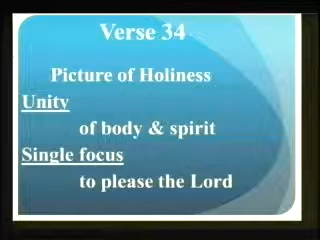 Verse 34
Picture of Holiness
Unity
of body & spirit
Single focus
to please the Lord